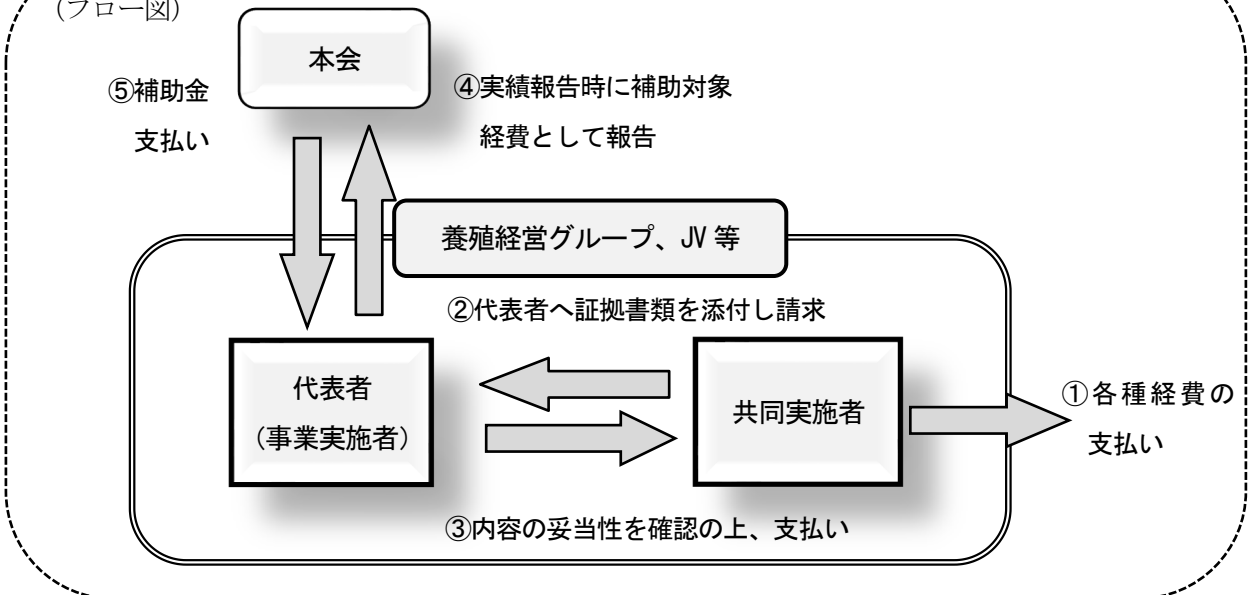 (フロー図)
本会
⑤補助金
支払い
④実績報告時に補助対象
経費として報告
養殖経営グループ、JV 等
②代表者へ証拠書類を添付し請求
代表者
(事業実施者)
共同実施者
①各種経費の
支払い
③内容の妥当性を確認の上、支払い